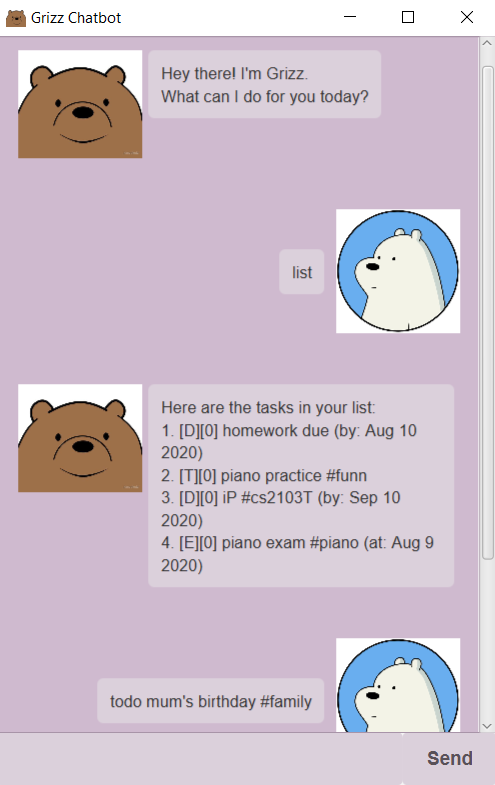 Grizz Chatbot
Hey there! I'm Grizz.
What can I do for you today?
list
Here are the tasks in your list:
1. [D][0] homework due (by: Aug 10
2020)
2. [T][0] piano practice #funn
3. [D][0] iP #cs2103T (by: Sep 10
2020)
4. [E][0] piano exam #piano (at: Aug 9
2020)
todo mum's birthday #family
Send